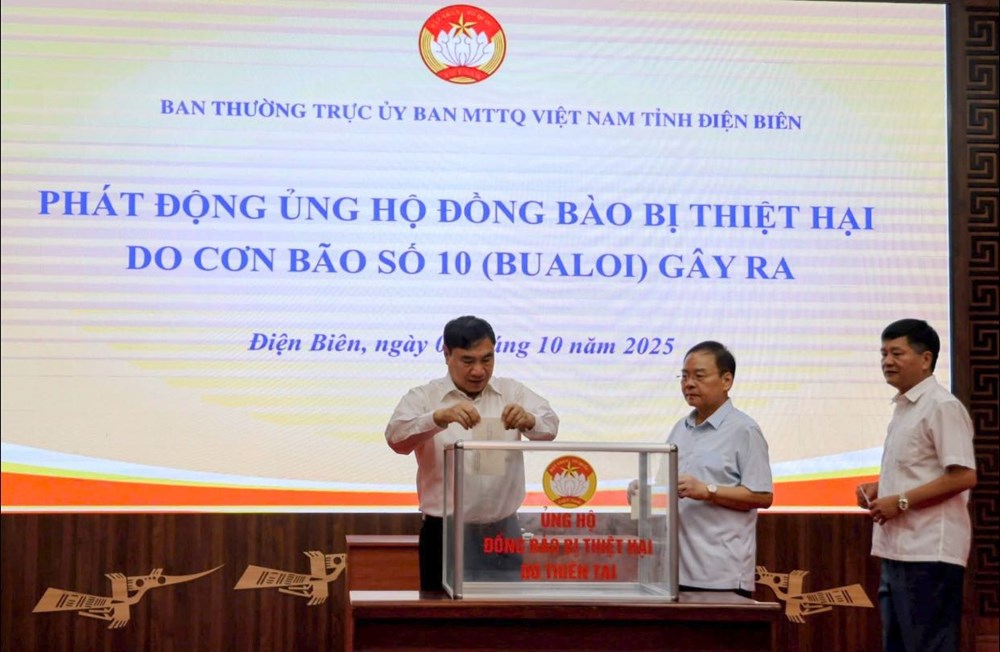 BAN THƯỜNG TRỰC ỦY BAN MTTQ VIỆT NAM TỈNH ĐIỆN BIÊN
PHÁT ĐỘNG ỦNG HỘ ĐỒNG BÀO BỊ THIỆT HẠI
DO CƠN BÃO SỐ 10 (BUALOI) GÂY RA
Điện Biên, ngày 10 năm 2025
ỦNG HỘ
ĐỒNG BÀO BỊ THIỆT HẠI
DO THIÊN TAI